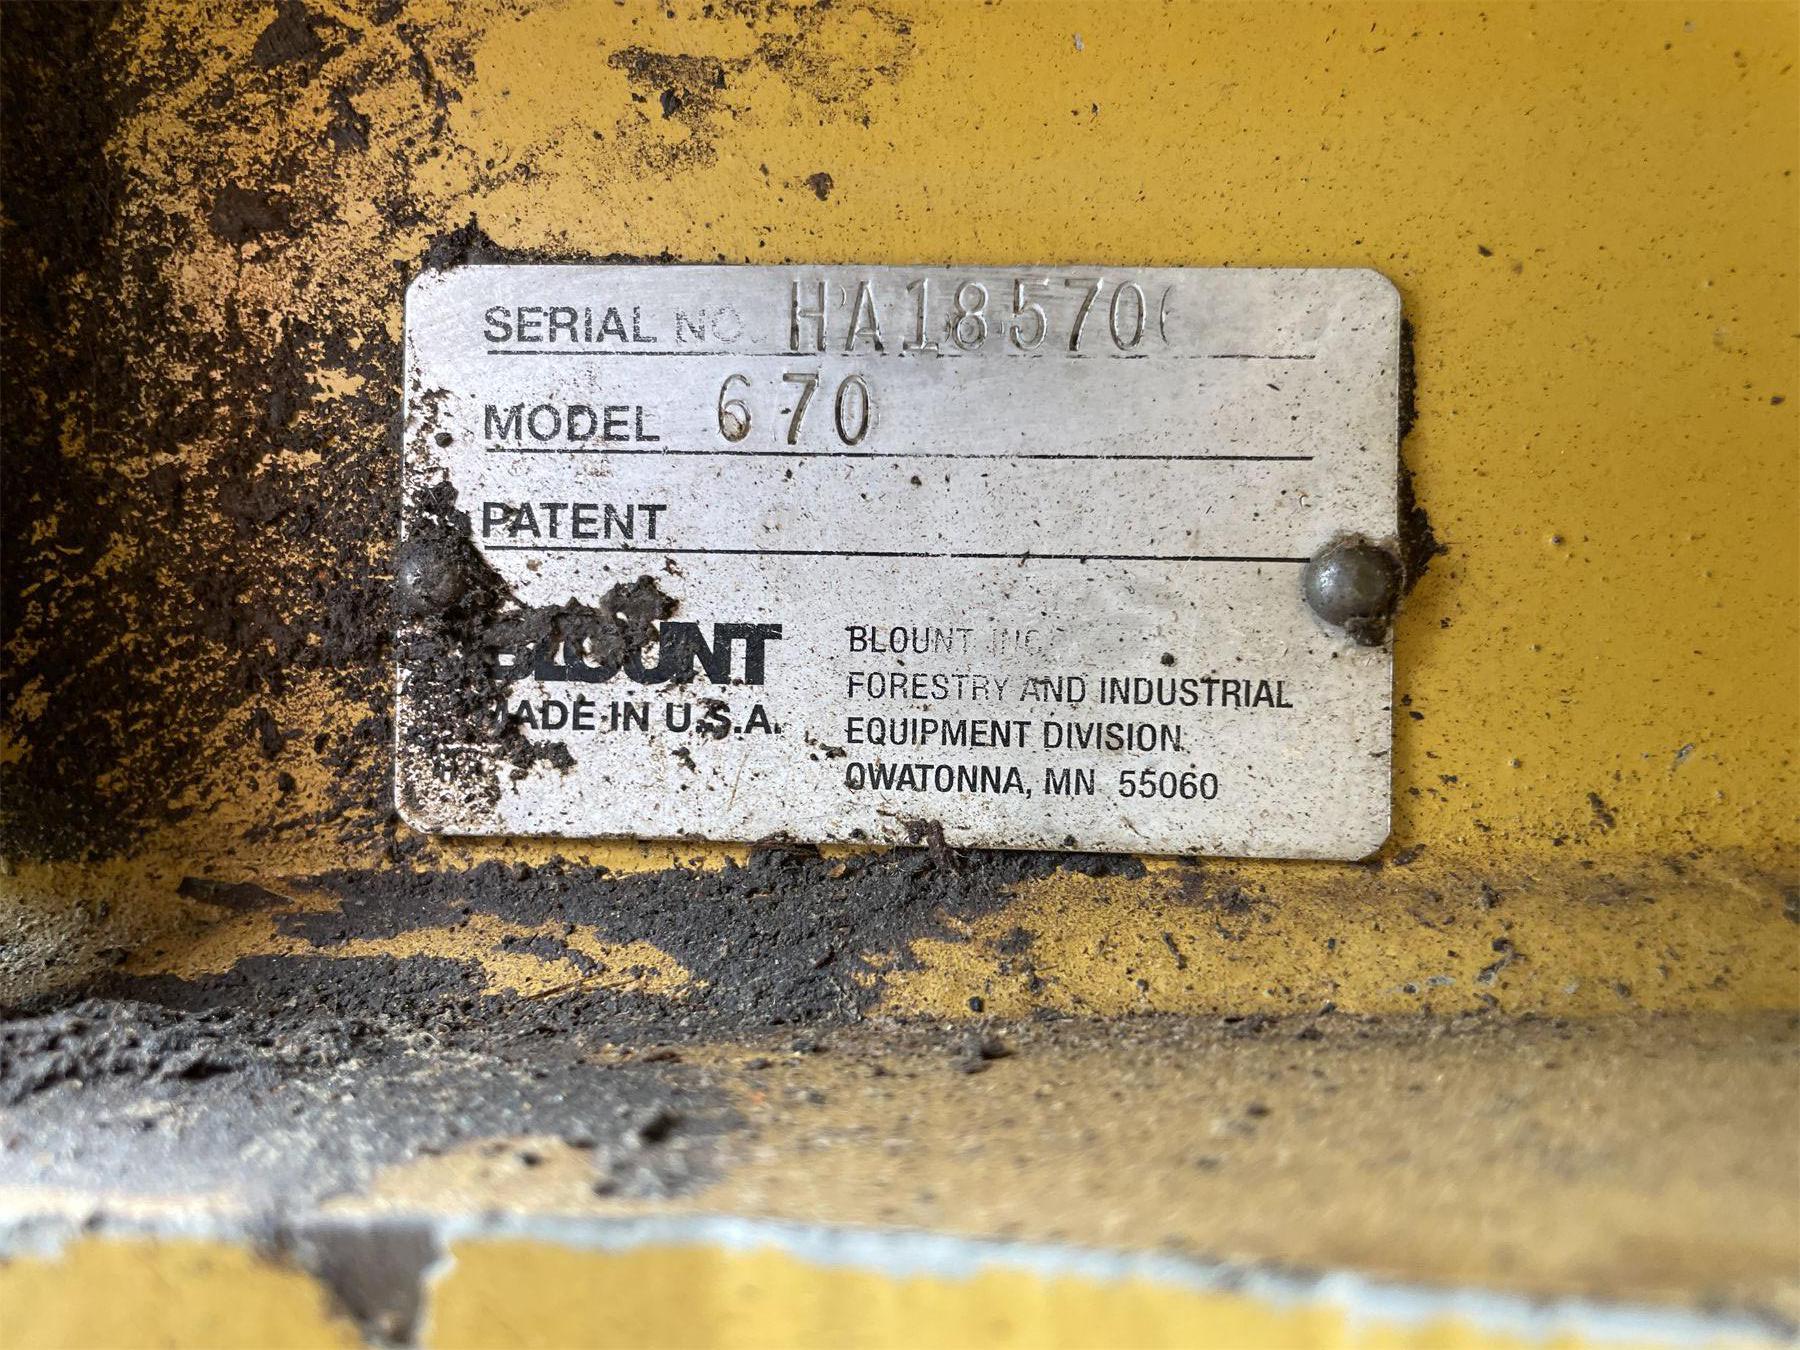 SERIAL NO. HA18570
MODEL 670
PATENT
BLOUNT
MADE IN U.S.A.
BLOUNT INC.
FORESTRY AND INDUSTRIAL
EQUIPMENT DIVISION
OWATONNA, MN 55060